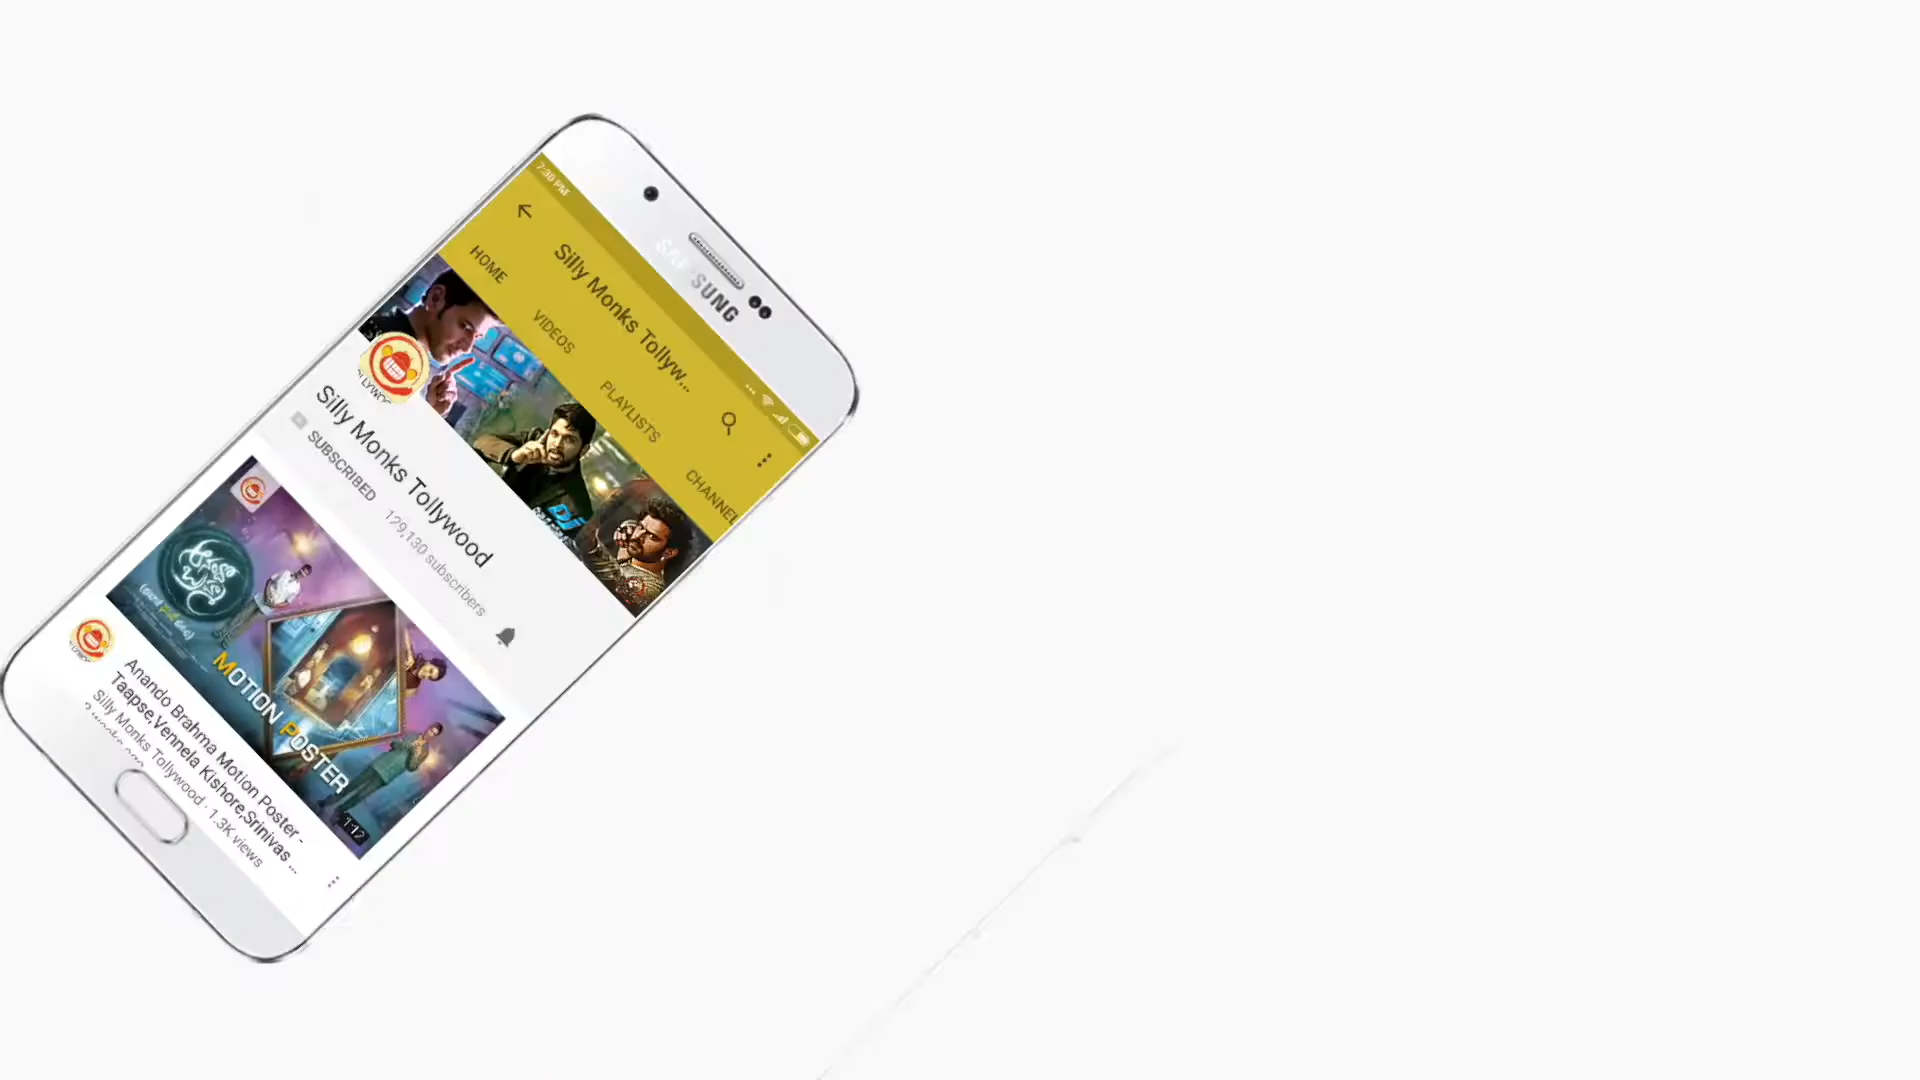 SAMSUNG
7:30 PM
Silly Monks Tollyw...
HOME
VIDEOS
PLAYLISTS
CHANNEL
DJ
Silly Monks Tollywood
SUBSCRIBED
129,130 subscribers
MOTION POSTER
1:12
Anando Brahma Motion Poster -
Taapse,Vennela Kishore,Srinivas ...
Silly Monks Tollywood · 1.3K views